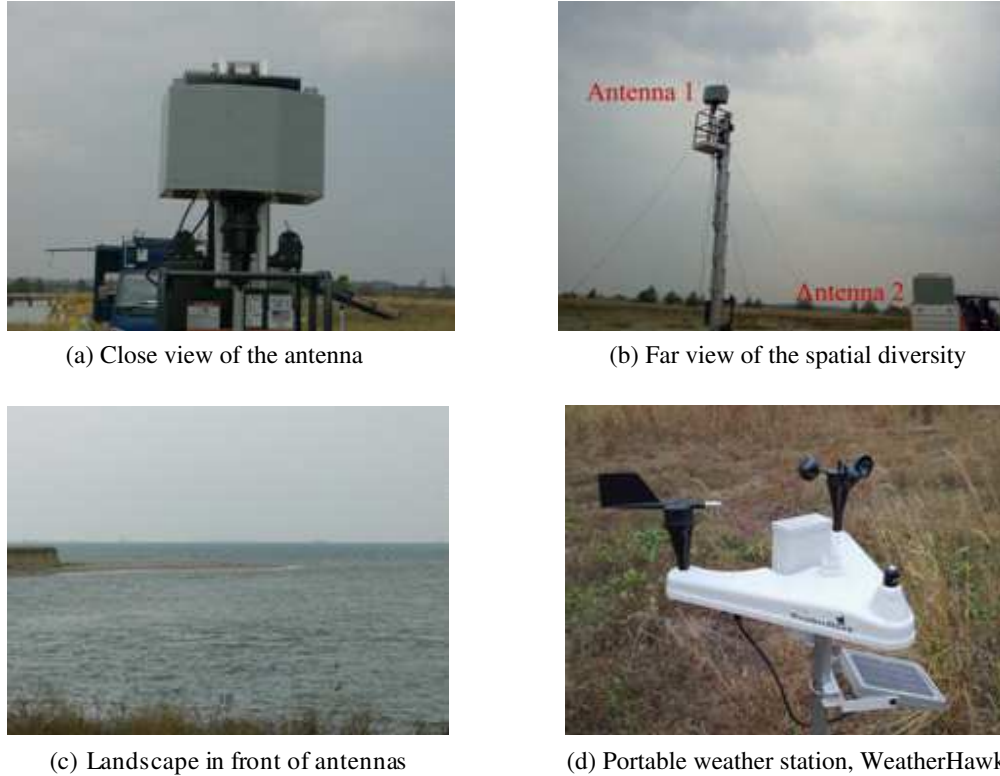 Antenna 1
Antenna 2
(a) Close view of the antenna
(b) Far view of the spatial diversity
WeatherHawk
(c) Landscape in front of antennas
(d) Portable weather station, WeatherHawk